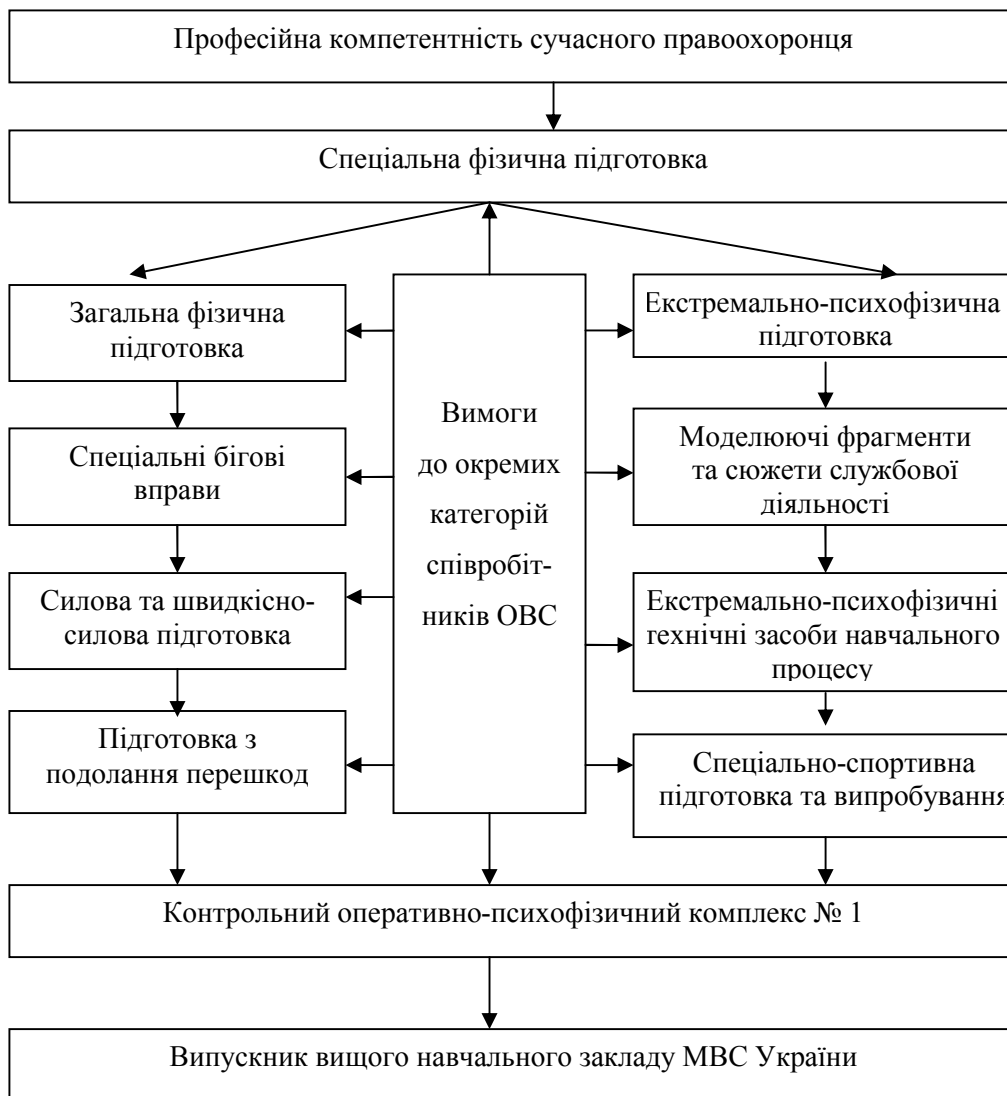 Професійна компетентність сучасного правоохоронця
Спеціальна фізична підготовка
Загальна фізична
підготовка
Спеціальні бігові
вправи
Силова та швидкісно-
силова підготовка
Підготовка з
подолання перешкод
Вимоги
до окремих
категорій
співробіт-
ників ОВС
Екстремально-психофізична
підготовка
Моделюючі фрагменти
та сюжети службової
діяльності
Екстремально-психофізичні
технічні засоби навчального
процесу
Спеціально-спортивна
підготовка та випробування
Контрольний оперативно-психофізичний комплекс № 1
Випускник вищого навчального закладу МВС України